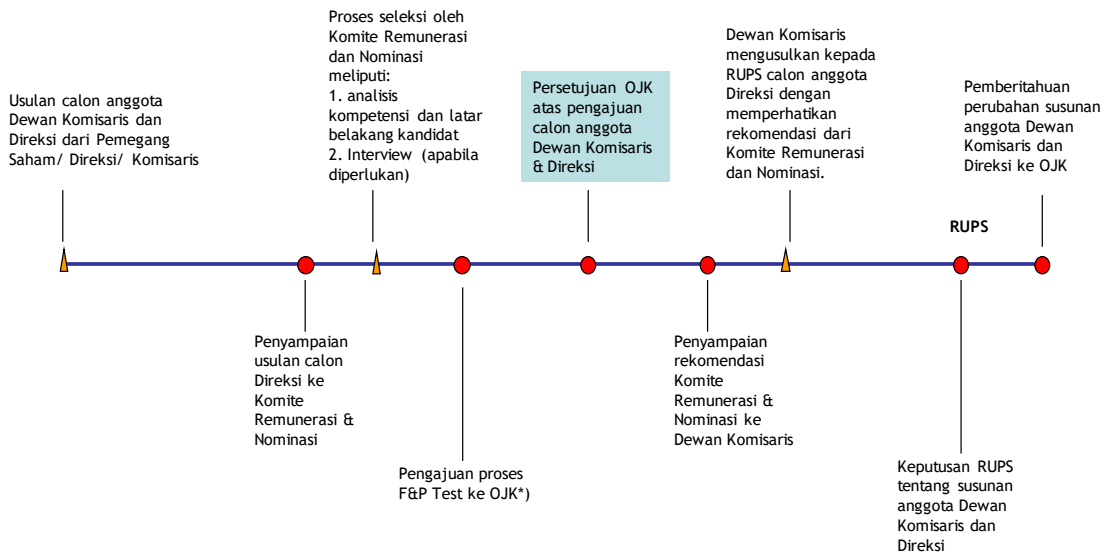 Usulan calon anggota
Dewan Komisaris dan
Direksi dari Pemegang
Saham/ Direksi/ Komisaris
Penyampaian
usulan calon
Direksi ke
Komite
Remunerasi &
Nominasi
Proses seleksi oleh
Komite Remunerasi
dan Nominasi
meliputi:
1. analisis
kompetensi dan latar
belakang kandidat
2. Interview (apabila
diperlukan)
Pengajuan proses
F&P Test ke OJK*)
Persetujuan OJK
atas pengajuan
calon anggota
Dewan Komisaris
& Direksi
Penyampaian
rekomendasi
Komite
Remunerasi &
Nominasi ke
Dewan Komisaris
Dewan Komisaris
mengusulkan kepada
RUPS calon anggota
Direksi dengan
memperhatikan
rekomendasi dari
Komite Remunerasi
dan Nominasi.
RUPS
Keputusan RUPS
tentang susunan
anggota Dewan
Komisaris dan
Direksi
Pemberitahuan
perubahan susunan
anggota Dewan
Komisaris dan
Direksi ke OJK